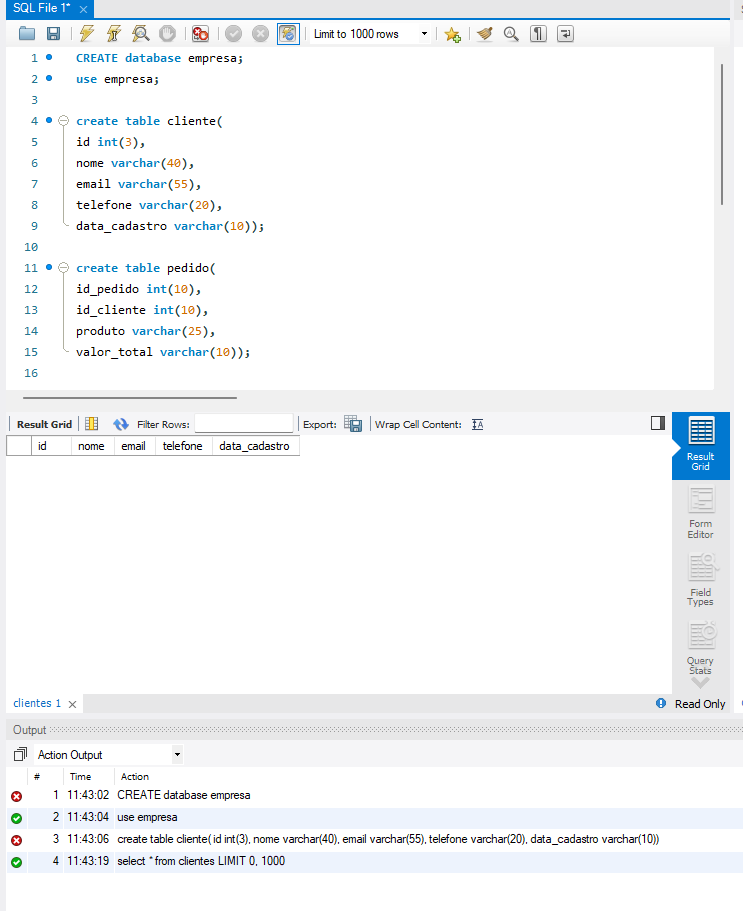 SQL File 1*
Limit to 1000 rows
1 CREATE database empresa;
2 use empresa;
3
4 create table cliente(
5 id int(3),
6 nome varchar(40),
7 email varchar(55),
8 telefone varchar(20),
9 data_cadastro varchar(10));
10
11 create table pedido(
12 id_pedido int(10),
13 id_cliente int(10),
14 produto varchar(25),
15 valor_total varchar(10));
16
Result Grid Filter Rows: Export: Wrap Cell Content:
id nome email telefone data_cadastro
Result
Grid
Form
Editor
Field
Types
Query
Stats
clientes 1 Read Only
Output
Action Output
# Time Action
1 11:43:02 CREATE database empresa
2 11:43:04 use empresa
3 11:43:06 create table cliente( id int(3), nome varchar(40), email varchar(55), telefone varchar(20), data_cadastro varchar(10))
4 11:43:19 select * from clientes LIMIT 0, 1000